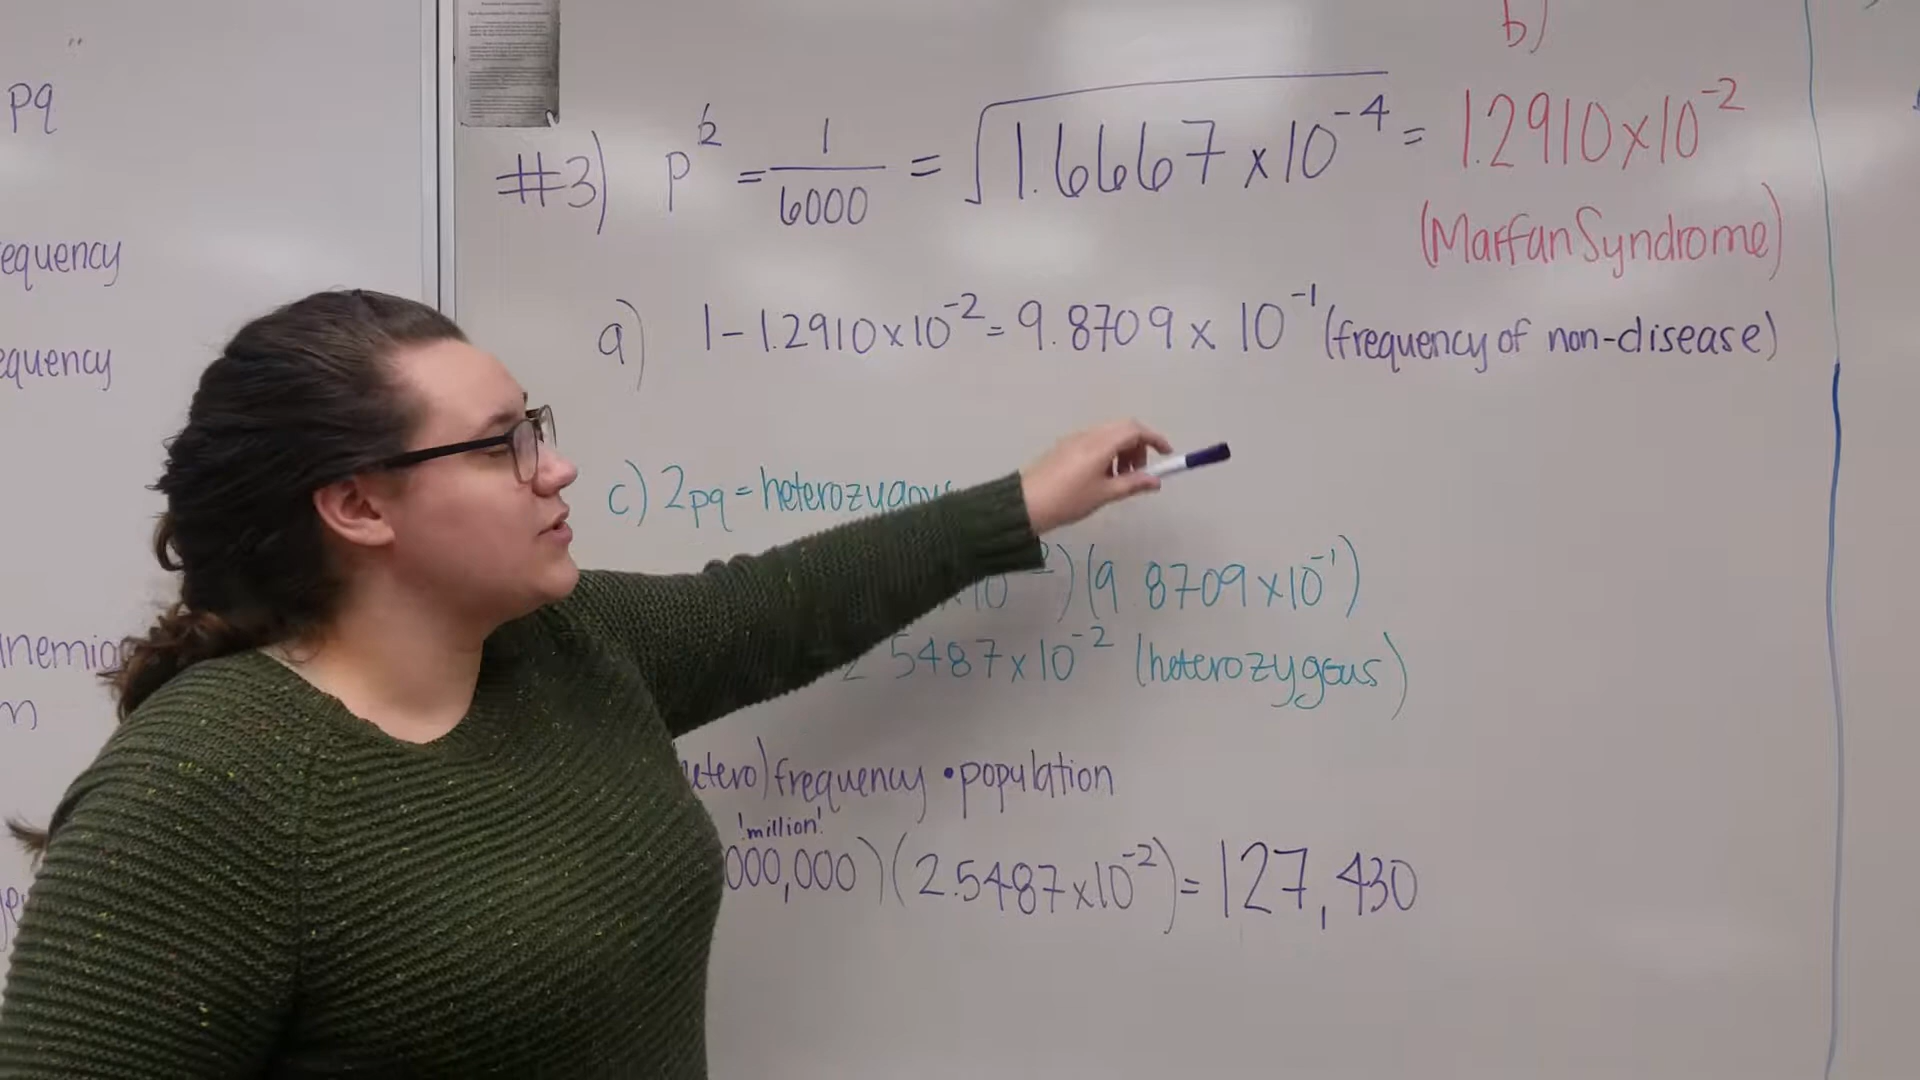 pq
equency
equency
nemia
b)
#3) p² = 1/6000 = √1.6667 x 10⁻⁴ = 1.2910 x 10⁻²
(Marfan Syndrome)
a) 1 - 1.2910 x 10⁻² = 9.8709 x 10⁻¹ (frequency of non-disease)
c) 2pq = heterozygous
)(9.8709 x 10⁻¹)
2.5487 x 10⁻² (heterozygous)
etero) frequency • population
!million!
000,000)(2.5487 x 10⁻²) = 127,430